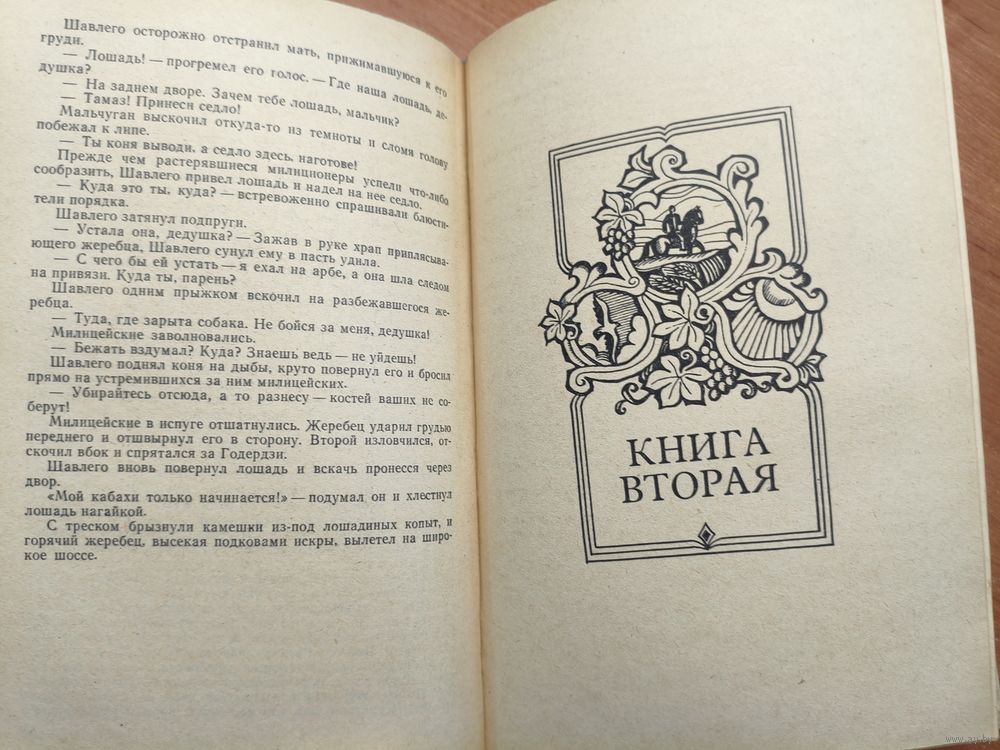 Шавлего осторожно отстранил мать, прижимавшуюся к его
груди.
— Лошадь! — прогремел его голос. — Где наша лошадь, де-
душка?
— На заднем дворе. Зачем тебе лошадь, мальчик?
— Тамаз! Принеси седло!
Мальчуган выскочил откуда-то из темноты и сломя голову
побежал к липе.
— Ты коня выводи, а седло здесь, наготове!
Прежде чем растерявшиеся милиционеры успели что-либо
сообразить, Шавлего привел лошадь и надел на нее седло.
— Куда это ты, куда? — встревоженно спрашивали блюсти-
тели порядка.
Шавлего затянул подпруги.
— Устала она, дедушка? — Зажав в руке храп приплясыва-
ющего жеребца, Шавлего сунул ему в пасть удила.
— С чего бы ей устать — я ехал на арбе, а она шла следом
на привязи. Куда ты, парень?
Шавлего одним прыжком вскочил на разбежавшегося же-
ребца.
— Туда, где зарыта собака. Не бойся за меня, дедушка!
Милицейские заволновались.
— Бежать вздумал? Куда? Знаешь ведь — не уйдешь!
Шавлего поднял коня на дыбы, круто повернул его и бросил
прямо на устремившихся за ним милицейских.
— Убирайтесь отсюда, а то разнесу — костей ваших не со-
берут!
Милицейские в испуге отшатнулись. Жеребец ударил грудью
переднего и отшвырнул его в сторону. Второй изловчился, от-
скочил вбок и спрятался за Годердзи.
Шавлего вновь повернул лошадь и вскачь пронесся через
двор.
«Мой кабахи только начинается!» — подумал он и хлестнул
лошадь нагайкой.
С треском брызнули камешки из-под лошадиных копыт, и
горячий жеребец, высекая подковами искры, вылетел на широ-
кое шоссе.
КНИГА
ВТОРАЯ
www.ay.by